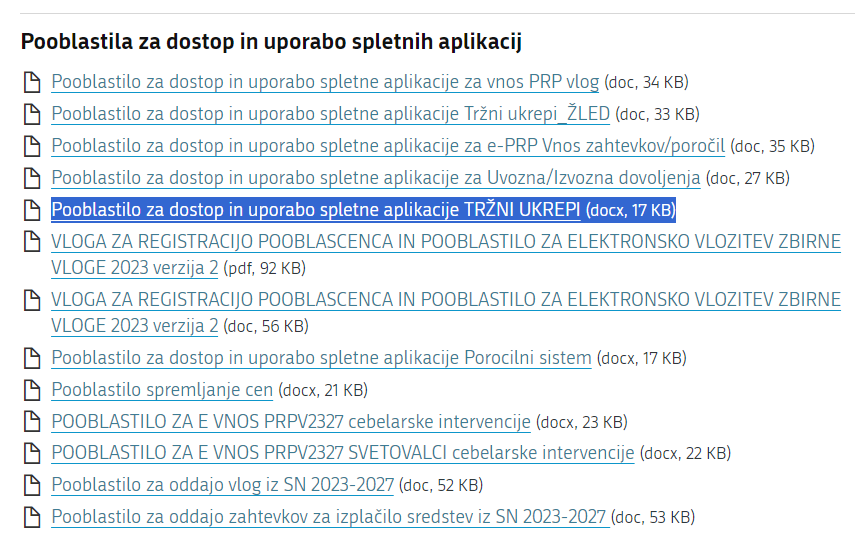 Pooblastila za dostop in uporabo spletnih aplikacij
Pooblastilo za dostop in uporabo spletne aplikacije za vnos PRP vlog (doc, 34 KB)
Pooblastilo za dostop in uporabo spletne aplikacije Tržni ukrepi_ŽLED (doc, 33 KB)
Pooblastilo za dostop in uporabo spletne aplikacije za e-PRP Vnos zahtevkov/poročil (doc, 35 KB)
Pooblastilo za dostop in uporabo spletne aplikacije za Uvozna/Izvozna dovoljenja (doc, 27 KB)
Pooblastilo za dostop in uporabo spletne aplikacije TRŽNI UKREPI (docx, 17 KB)
VLOGA ZA REGISTRACIJO POOBLASCENCA IN POOBLASTILO ZA ELEKTRONSKO VLOZITEV ZBIRNE
VLOGE 2023 verzija 2 (pdf, 92 KB)
VLOGA ZA REGISTRACIJO POOBLASCENCA IN POOBLASTILO ZA ELEKTRONSKO VLOZITEV ZBIRNE
VLOGE 2023 verzija 2 (doc, 56 KB)
Pooblastilo za dostop in uporabo spletne aplikacije Porocilni sistem (docx, 17 KB)
Pooblastilo spremljanje cen (docx, 21 KB)
POOBLASTILO ZA E VNOS PRPV2327 cebelarske intervencije (docx, 23 KB)
POOBLASTILO ZA E VNOS PRPV2327 SVETOVALCI cebelarske intervencije (docx, 22 KB)
Pooblastilo za oddajo vlog iz SN 2023-2027 (doc, 52 KB)
Pooblastilo za oddajo zahtevkov za izplačilo sredstev iz SN 2023-2027 (doc, 53 KB)